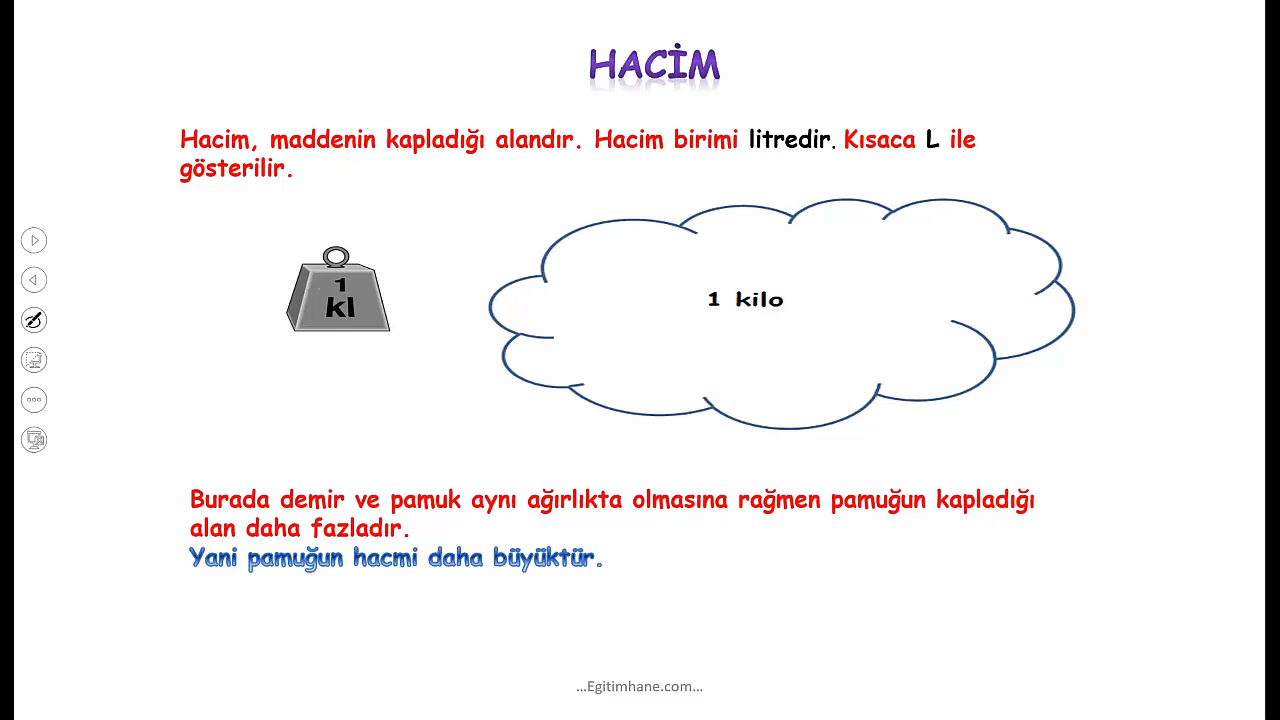 HACİM
Hacim, maddenin kapladığı alandır. Hacim birimi litredir. Kısaca L ile
gösterilir.
1
kl
1 kilo
Burada demir ve pamuk aynı ağırlıkta olmasına rağmen pamuğun kapladığı
alan daha fazladır.
Yani pamuğun hacmi daha büyüktür.
...Egitimhane.com...